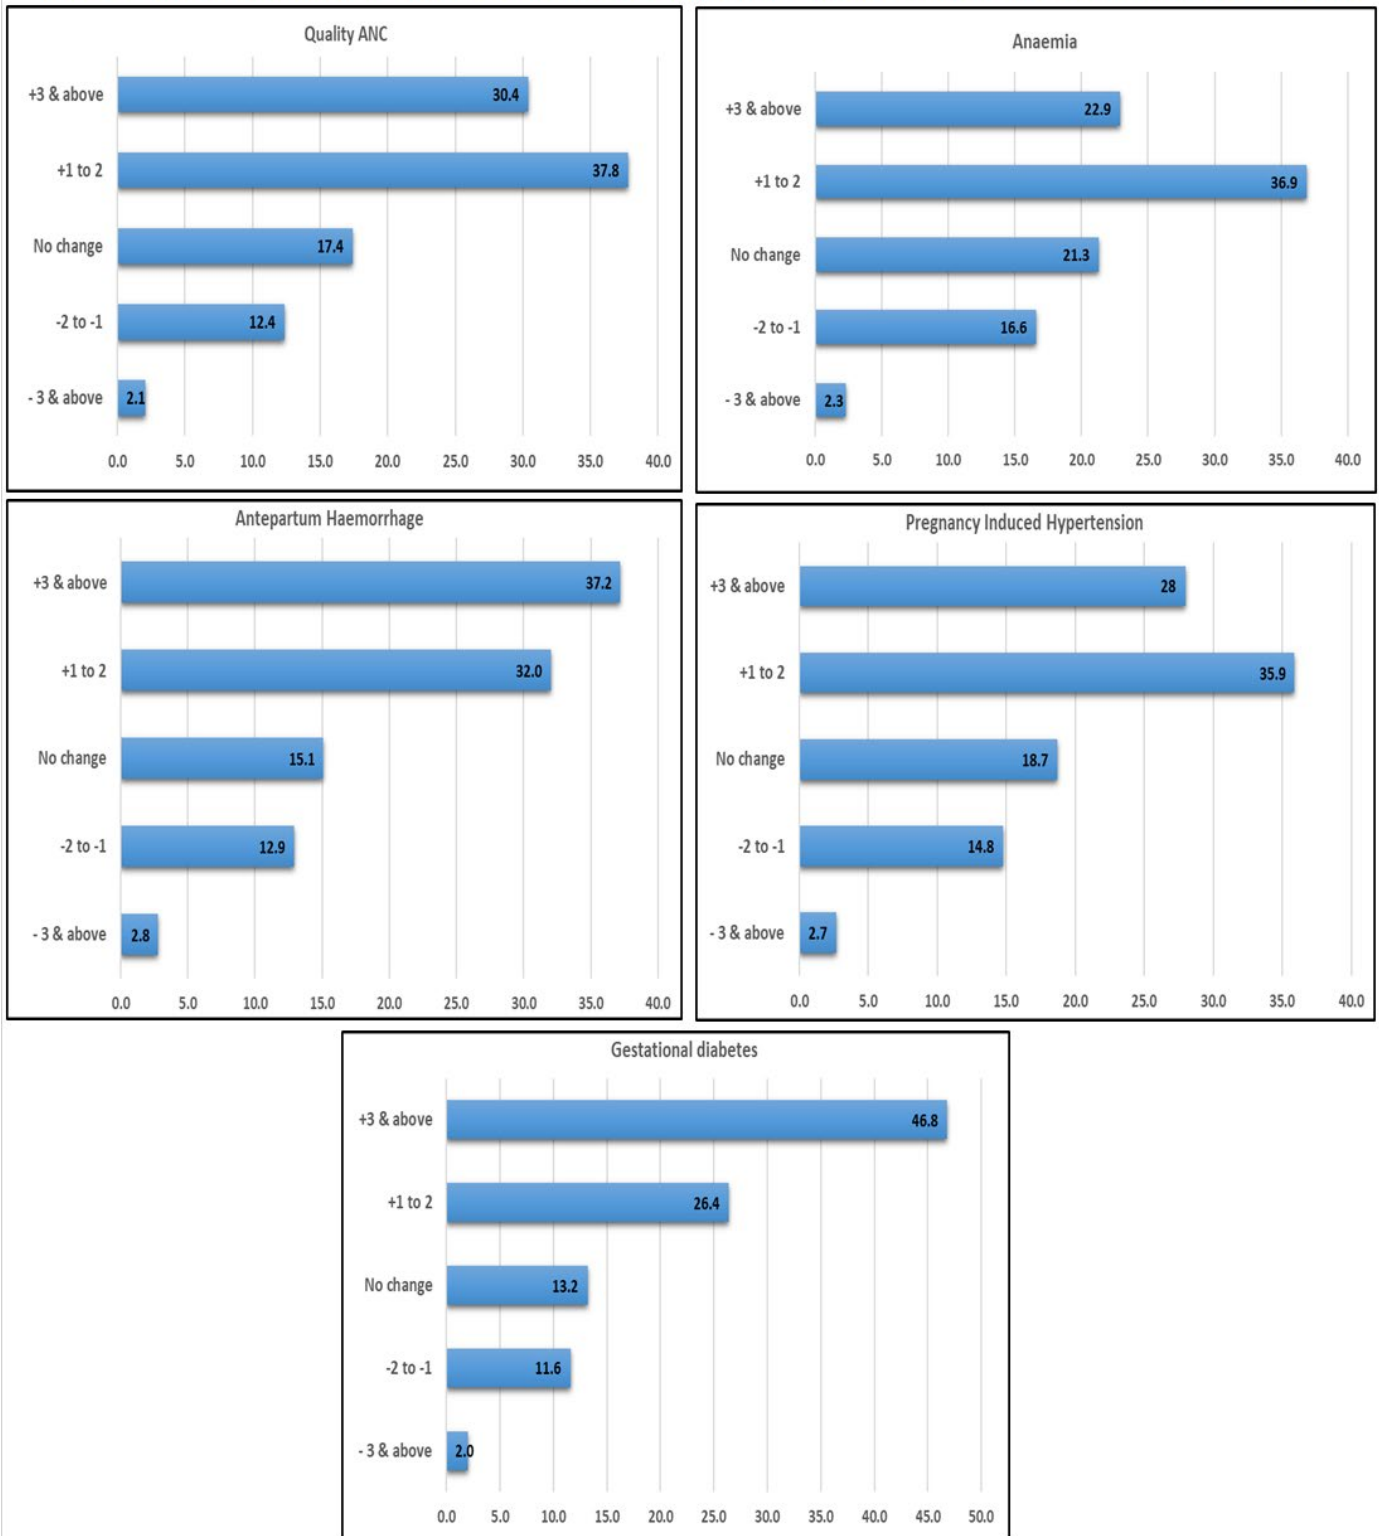 Quality ANC
+3 & above 30.4
+1 to 2 37.8
No change 17.4
-2 to -1 12.4
- 3 & above 2.1
0.0 5.0 10.0 15.0 20.0 25.0 30.0 35.0 40.0
Anaemia
+3 & above 22.9
+1 to 2 36.9
No change 21.3
-2 to -1 16.6
- 3 & above 2.3
0.0 5.0 10.0 15.0 20.0 25.0 30.0 35.0 40.0
Antepartum Haemorrhage
+3 & above 37.2
+1 to 2 32.0
No change 15.1
-2 to -1 12.9
- 3 & above 2.8
0.0 5.0 10.0 15.0 20.0 25.0 30.0 35.0 40.0
Pregnancy Induced Hypertension
+3 & above 28
+1 to 2 35.9
No change 18.7
-2 to -1 14.8
- 3 & above 2.7
0.0 5.0 10.0 15.0 20.0 25.0 30.0 35.0 40.0
Gestational diabetes
+3 & above 46.8
+1 to 2 26.4
No change 13.2
-2 to -1 11.6
- 3 & above 2.0
0.0 5.0 10.0 15.0 20.0 25.0 30.0 35.0 40.0 45.0 50.0